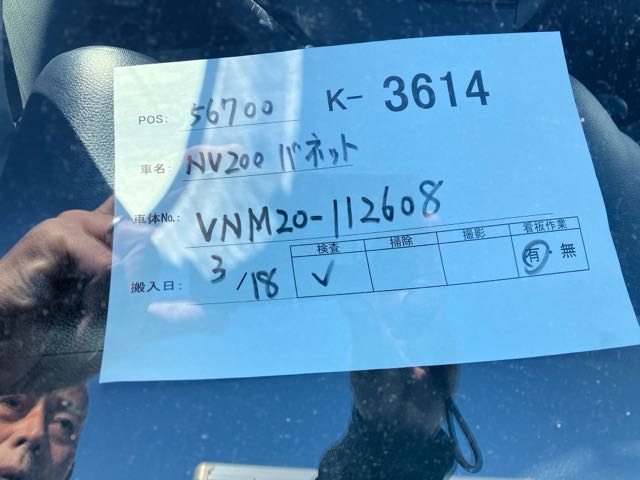 POS: 56700 K- 3614
車名: NV200 バネット
車体No.: VNM20-112608
検査 掃除 撮影 看板作業
搬入日: 3/18 ✓ 有・無